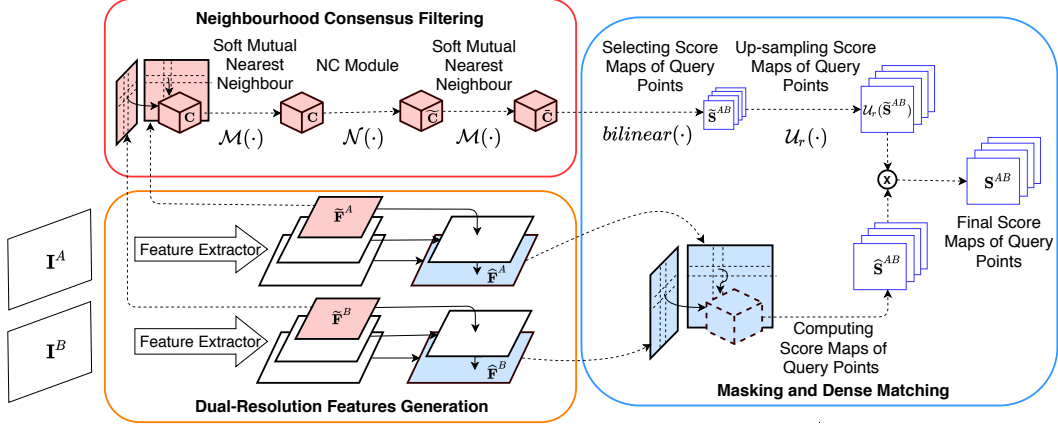 Neighbourhood Consensus Filtering
Soft Mutual
Nearest
Neighbour
NC Module
Soft Mutual
Nearest
Neighbour
C
C
C̃
C̄
M(·)
N(·)
M(·)
Selecting Score
Maps of Query
Points
Up-sampling Score
Maps of Query
Points
S̃^{AB}
U_r(S̃^{AB})
bilinear(·)
U_r(·)
x
S^{AB}
Final Score
Maps of Query
Points
Ŝ^{AB}
Computing
Score Maps of
Query Points
Masking and Dense Matching
I^A
I^B
Feature Extractor
F̃^A
F̂^A
Feature Extractor
F̃^B
F̂^B
Dual-Resolution Features Generation